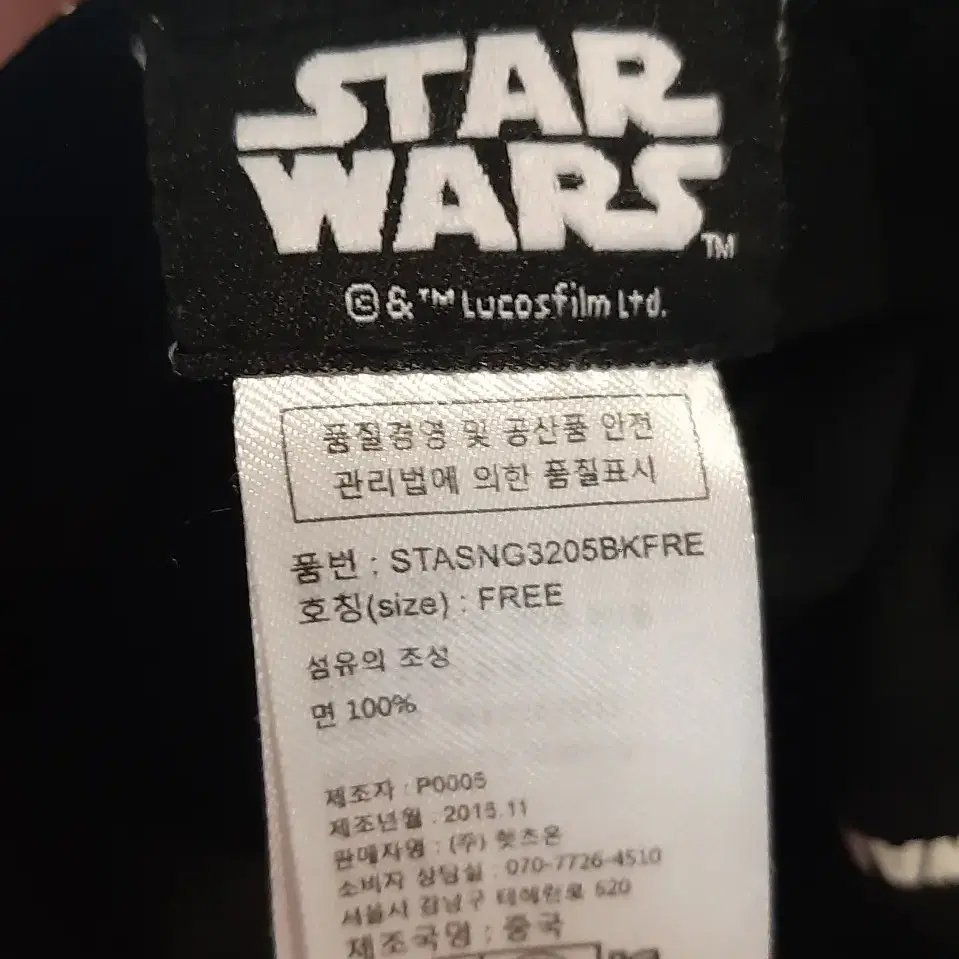 STAR
WARS
TM
©&™ Lucasfilm Ltd.
품질경영 및 공산품 안전
관리법에 의한 품질표시
품번 : STASNG3205BKFRE
호칭(size) : FREE
섬유의 조성
면 100%
제조자 : P0005
제조년월 : 2015.11
판매자명 : (주) 햇츠온
소비자 상담실 : 070-7726-4510
서울시 강남구 테헤란로 520
제조국명 : 중국